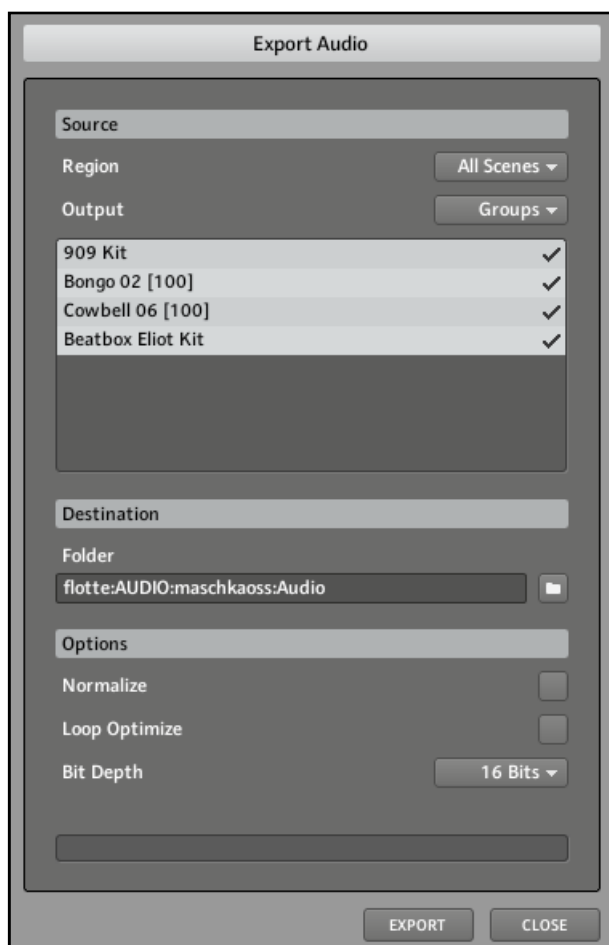 Export Audio
Source
Region All Scenes
Output Groups
909 Kit
Bongo 02 [100]
Cowbell 06 [100]
Beatbox Eliot Kit
Destination
Folder
flotte:AUDIO:maschkaoss:Audio
Options
Normalize
Loop Optimize
Bit Depth 16 Bits
EXPORT CLOSE